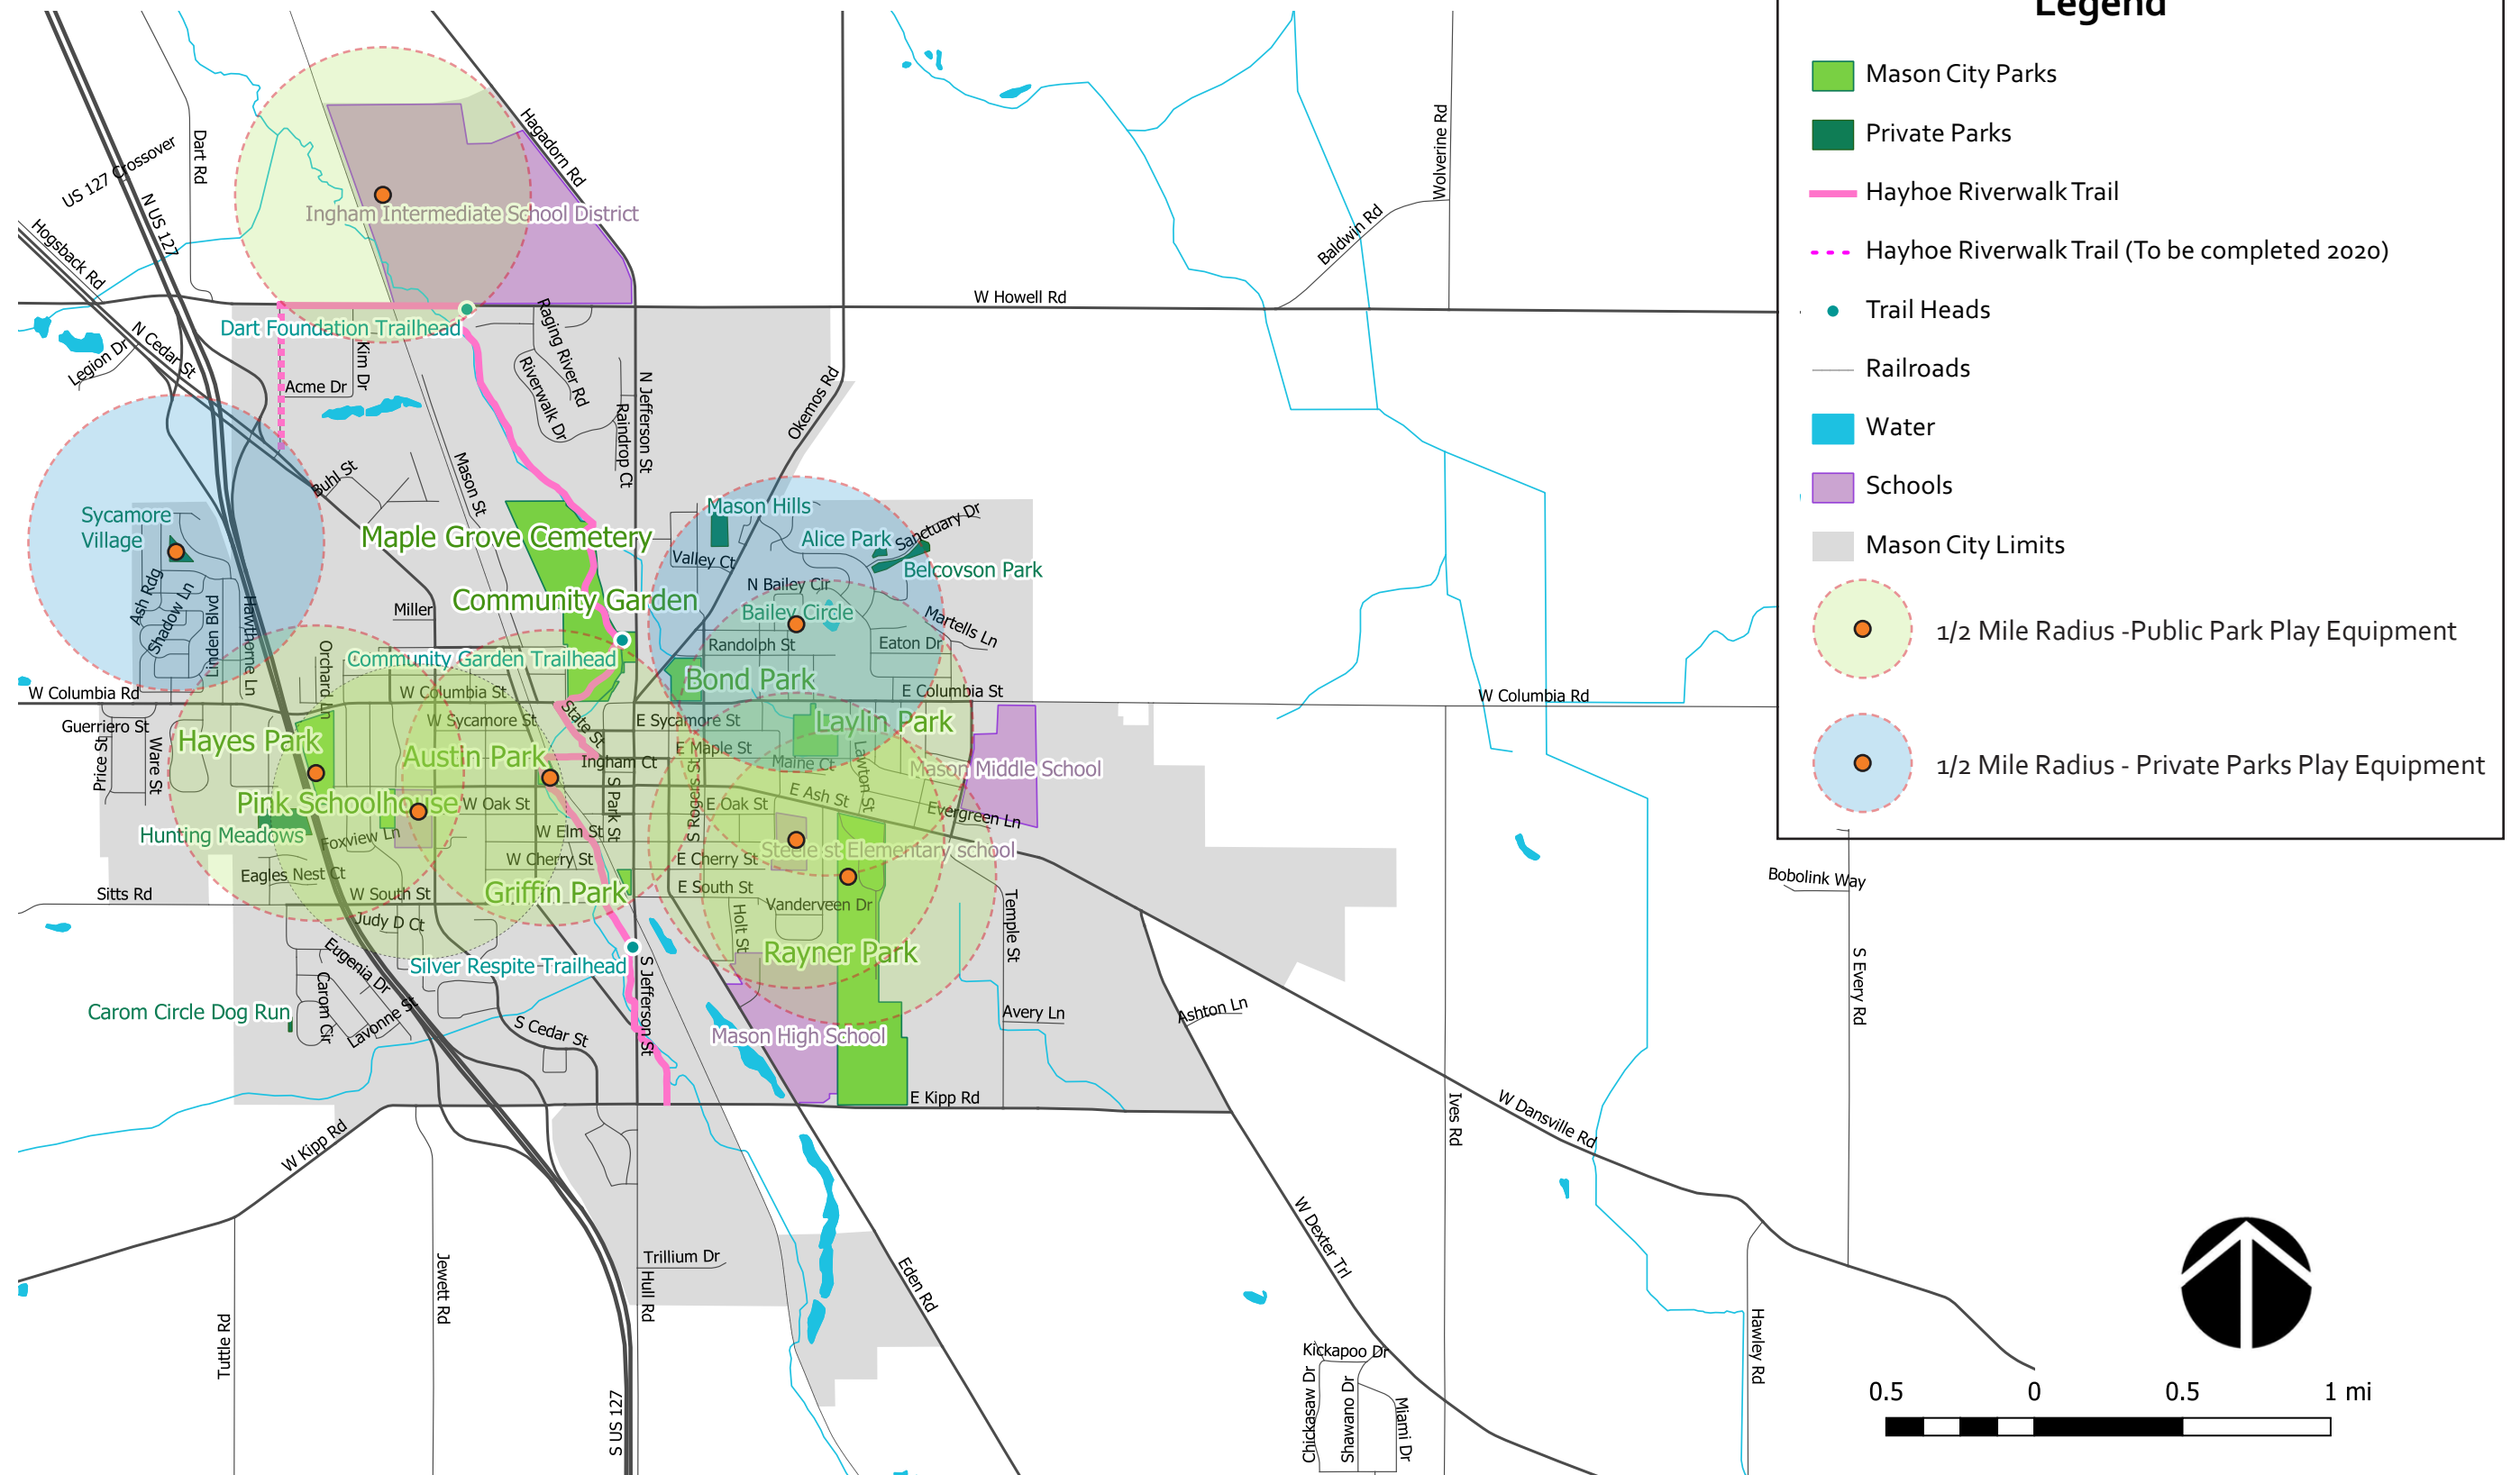 Legend
Mason City Parks
Private Parks
Hayhoe Riverwalk Trail
Hayhoe Riverwalk Trail (To be completed 2020)
Trail Heads
Railroads
Water
Schools
Mason City Limits
1/2 Mile Radius -Public Park Play Equipment
1/2 Mile Radius - Private Parks Play Equipment
US 127 Crossover
Dart Rd
N US 127
Hogsback Rd
Hagadorn Rd
Ingham Intermediate School District
Wolverine Rd
Baldwin Rd
W Howell Rd
Dart Foundation Trailhead
Raging River Rd
Legion Dr
N Cedar St
Kim Dr
Acme Dr
Riverwalk Dr
Raindrop Ct
N Jefferson St
Okemos Rd
Buhl St
Mason St
Sycamore
Village
Maple Grove Cemetery
Mason Hills
Alice Park
Sanctuary Dr
Valley Ct
Belcovson Park
N Bailey Cir
Bailey Circle
Community Garden
Miller
Ash Rdg
Shadow Ln
Linden Blvd
Hawthorne Ln
Martells Ln
Randolph St
Eaton Dr
Orchard Ln
Community Garden Trailhead
Bond Park
W Columbia Rd
W Columbia St
E Columbia St
W Columbia Rd
Guerriero St
W Sycamore St
State St
E Sycamore St
Laylin Park
Hayes Park
Austin Park
E Maple St
Price St
Ware St
Ingham Ct
Maine Ct
Lawton St
Mason Middle School
Pink Schoolhouse
W Oak St
S Park St
S Rogers St
E Oak St
E Ash St
Evergreen Ln
Hunting Meadows
Foxview Ln
W Elm St
Steele st Elementary school
W Cherry St
E Cherry St
Eagles Nest Ct
Sitts Rd
W South St
Griffin Park
E South St
Vanderveen Dr
Bobolink Way
Judy D Ct
Holt St
Temple St
Eugenia Dr
Silver Respite Trailhead
Rayner Park
S Every Rd
Carom Circle Dog Run
Carom Cir
Lavonne St
S Cedar St
S Jefferson St
Mason High School
Avery Ln
Ashton Ln
E Kipp Rd
W Kipp Rd
Ives Rd
W Dansville Rd
W Dexter Trl
Trillium Dr
Jewett Rd
Hull Rd
Eden Rd
Tuttle Rd
S US 127
Kickapoo Dr
Chickasaw Dr
Shawano Dr
Miami Dr
Hawley Rd
0.5 0 0.5 1 mi